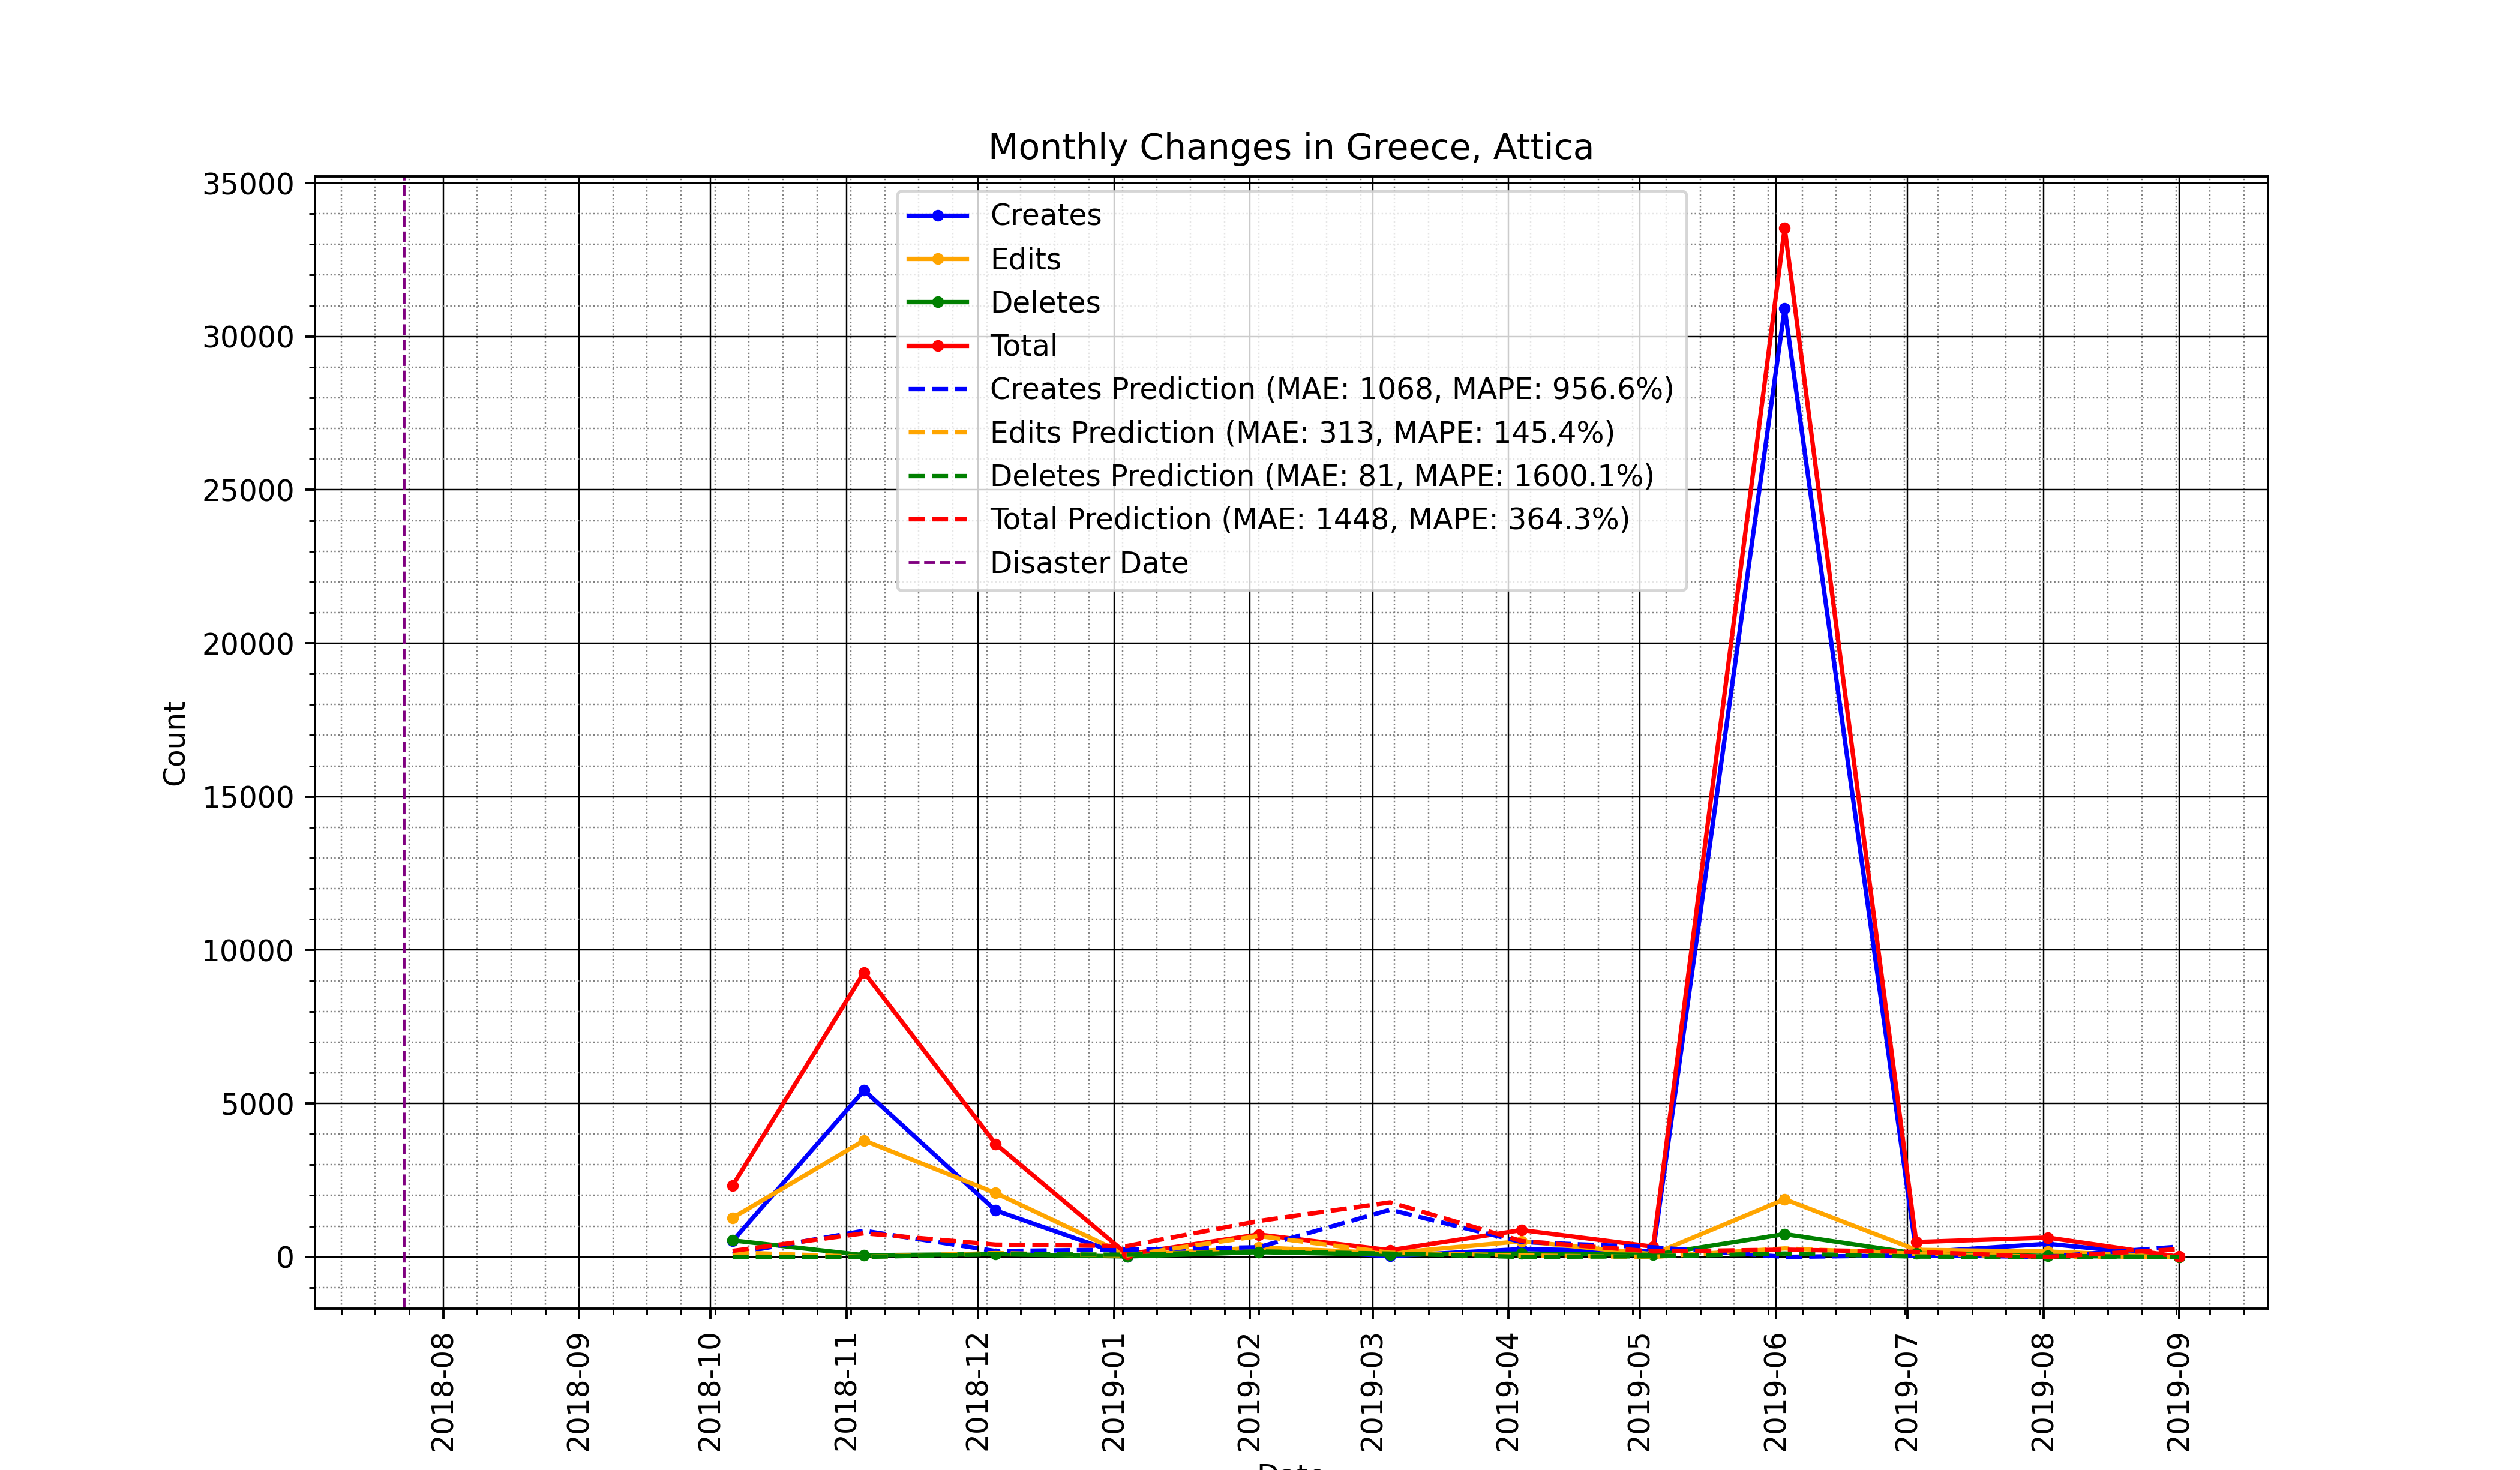 Monthly Changes in Greece, Attica
35000
30000
25000
20000
15000
10000
5000
0
Count
Creates
Edits
Deletes
Total
Creates Prediction (MAE: 1068, MAPE: 956.6%)
Edits Prediction (MAE: 313, MAPE: 145.4%)
Deletes Prediction (MAE: 81, MAPE: 1600.1%)
Total Prediction (MAE: 1448, MAPE: 364.3%)
Disaster Date
2018-08
2018-09
2018-10
2018-11
2018-12
2019-01
2019-02
2019-03
2019-04
2019-05
2019-06
2019-07
2019-08
2019-09
Date